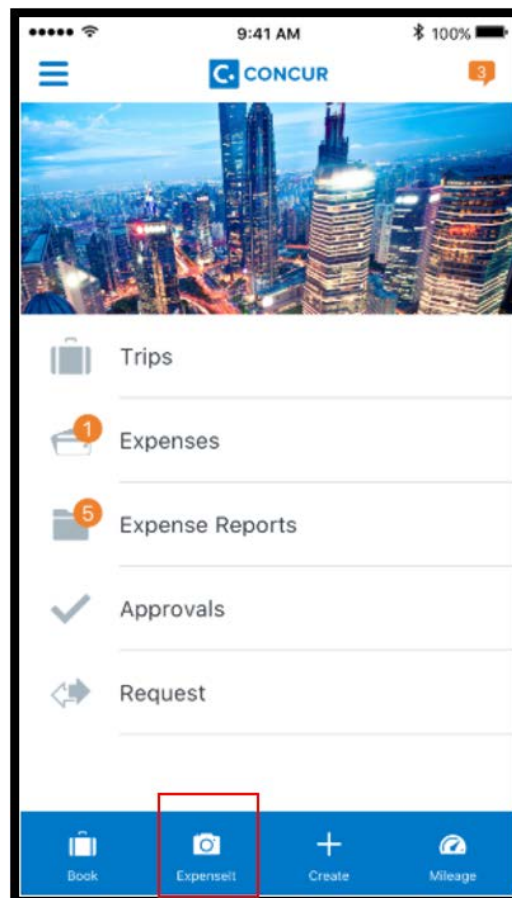 9:41 AM
100%
C. CONCUR
3
Trips
1
Expenses
5
Expense Reports
Approvals
Request
Book
ExpenseIt
Create
Mileage